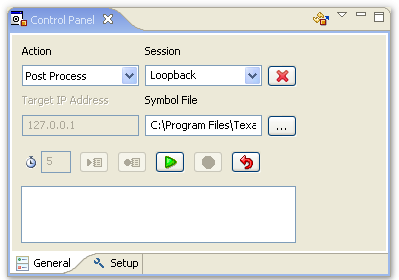 Control Panel
Action Session
Post Process Loopback
Target IP Address Symbol File
127.0.0.1 C:\Program Files\Texa ...
5
General Setup